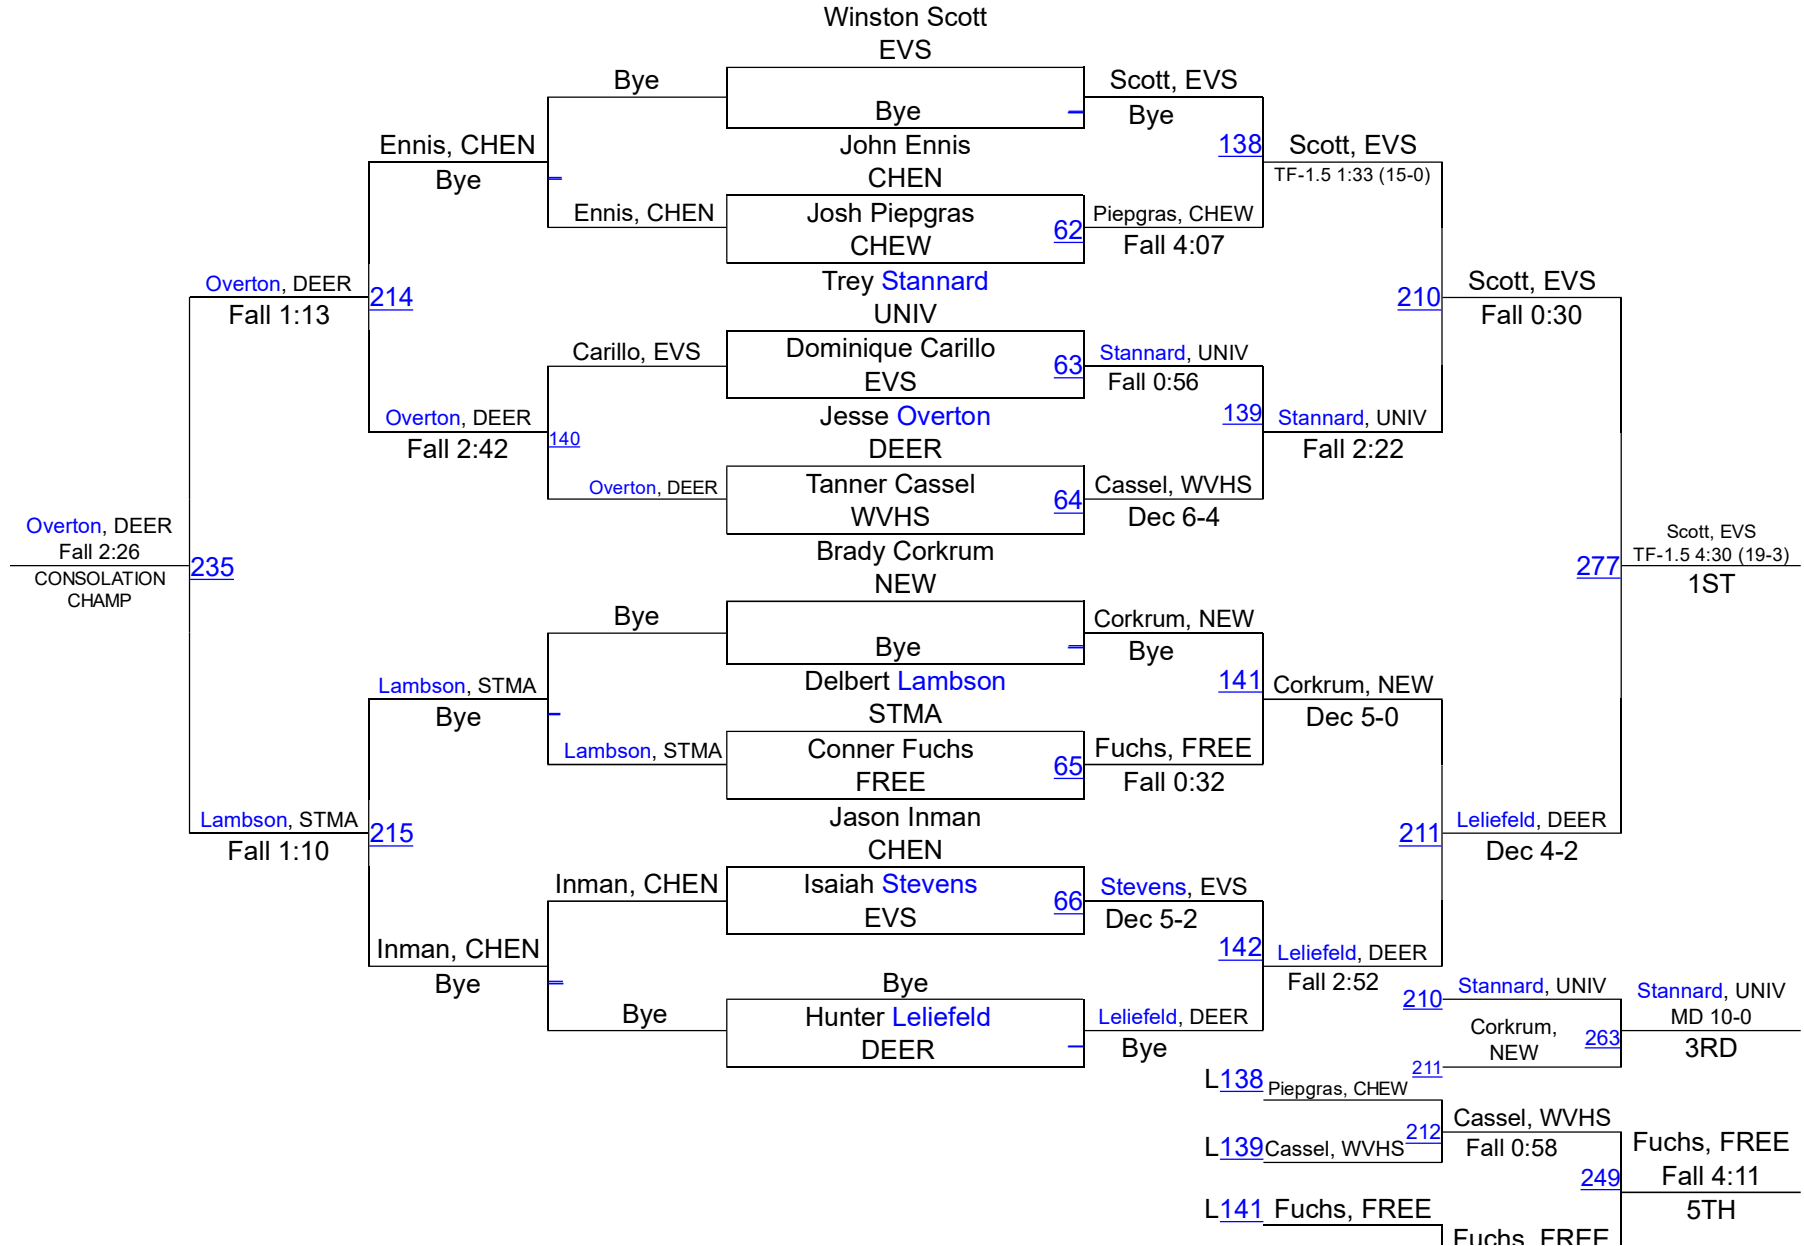 Winston Scott
EVS
Bye
Scott, EVS
Bye
Bye
John Ennis
CHEN
Ennis, CHEN
Bye
138
Scott, EVS
TF-1.5 1:33 (15-0)
Ennis, CHEN
Josh Piepgras
CHEW
62
Piepgras, CHEW
Fall 4:07
Trey Stannard
UNIV
Overton, DEER
Fall 1:13
214
210
Scott, EVS
Fall 0:30
Carillo, EVS
Dominique Carillo
EVS
63
Stannard, UNIV
Fall 0:56
Jesse Overton
DEER
Overton, DEER
Fall 2:42
140
139
Stannard, UNIV
Fall 2:22
Overton, DEER
Tanner Cassel
WVHS
64
Cassel, WVHS
Dec 6-4
Brady Corkrum
NEW
Overton, DEER
Fall 2:26
CONSOLATION
CHAMP
235
277
Scott, EVS
TF-1.5 4:30 (19-3)
1ST
Bye
Bye
Corkrum, NEW
Bye
Delbert Lambson
STMA
Lambson, STMA
Bye
141
Corkrum, NEW
Dec 5-0
Lambson, STMA
Conner Fuchs
FREE
65
Fuchs, FREE
Fall 0:32
Jason Inman
CHEN
Lambson, STMA
Fall 1:10
215
211
Leliefeld, DEER
Dec 4-2
Inman, CHEN
Isaiah Stevens
EVS
66
Stevens, EVS
Dec 5-2
Inman, CHEN
Bye
142
Leliefeld, DEER
Fall 2:52
Bye
Bye
Hunter Leliefeld
DEER
Leliefeld, DEER
Bye
210
Stannard, UNIV
Corkrum,
NEW
211
263
Stannard, UNIV
MD 10-0
3RD
L138
Piepgras, CHEW
L139
Cassel, WVHS
212
Cassel, WVHS
Fall 0:58
249
Fuchs, FREE
Fall 4:11
5TH
L141
Fuchs, FREE
Fuchs, FREE